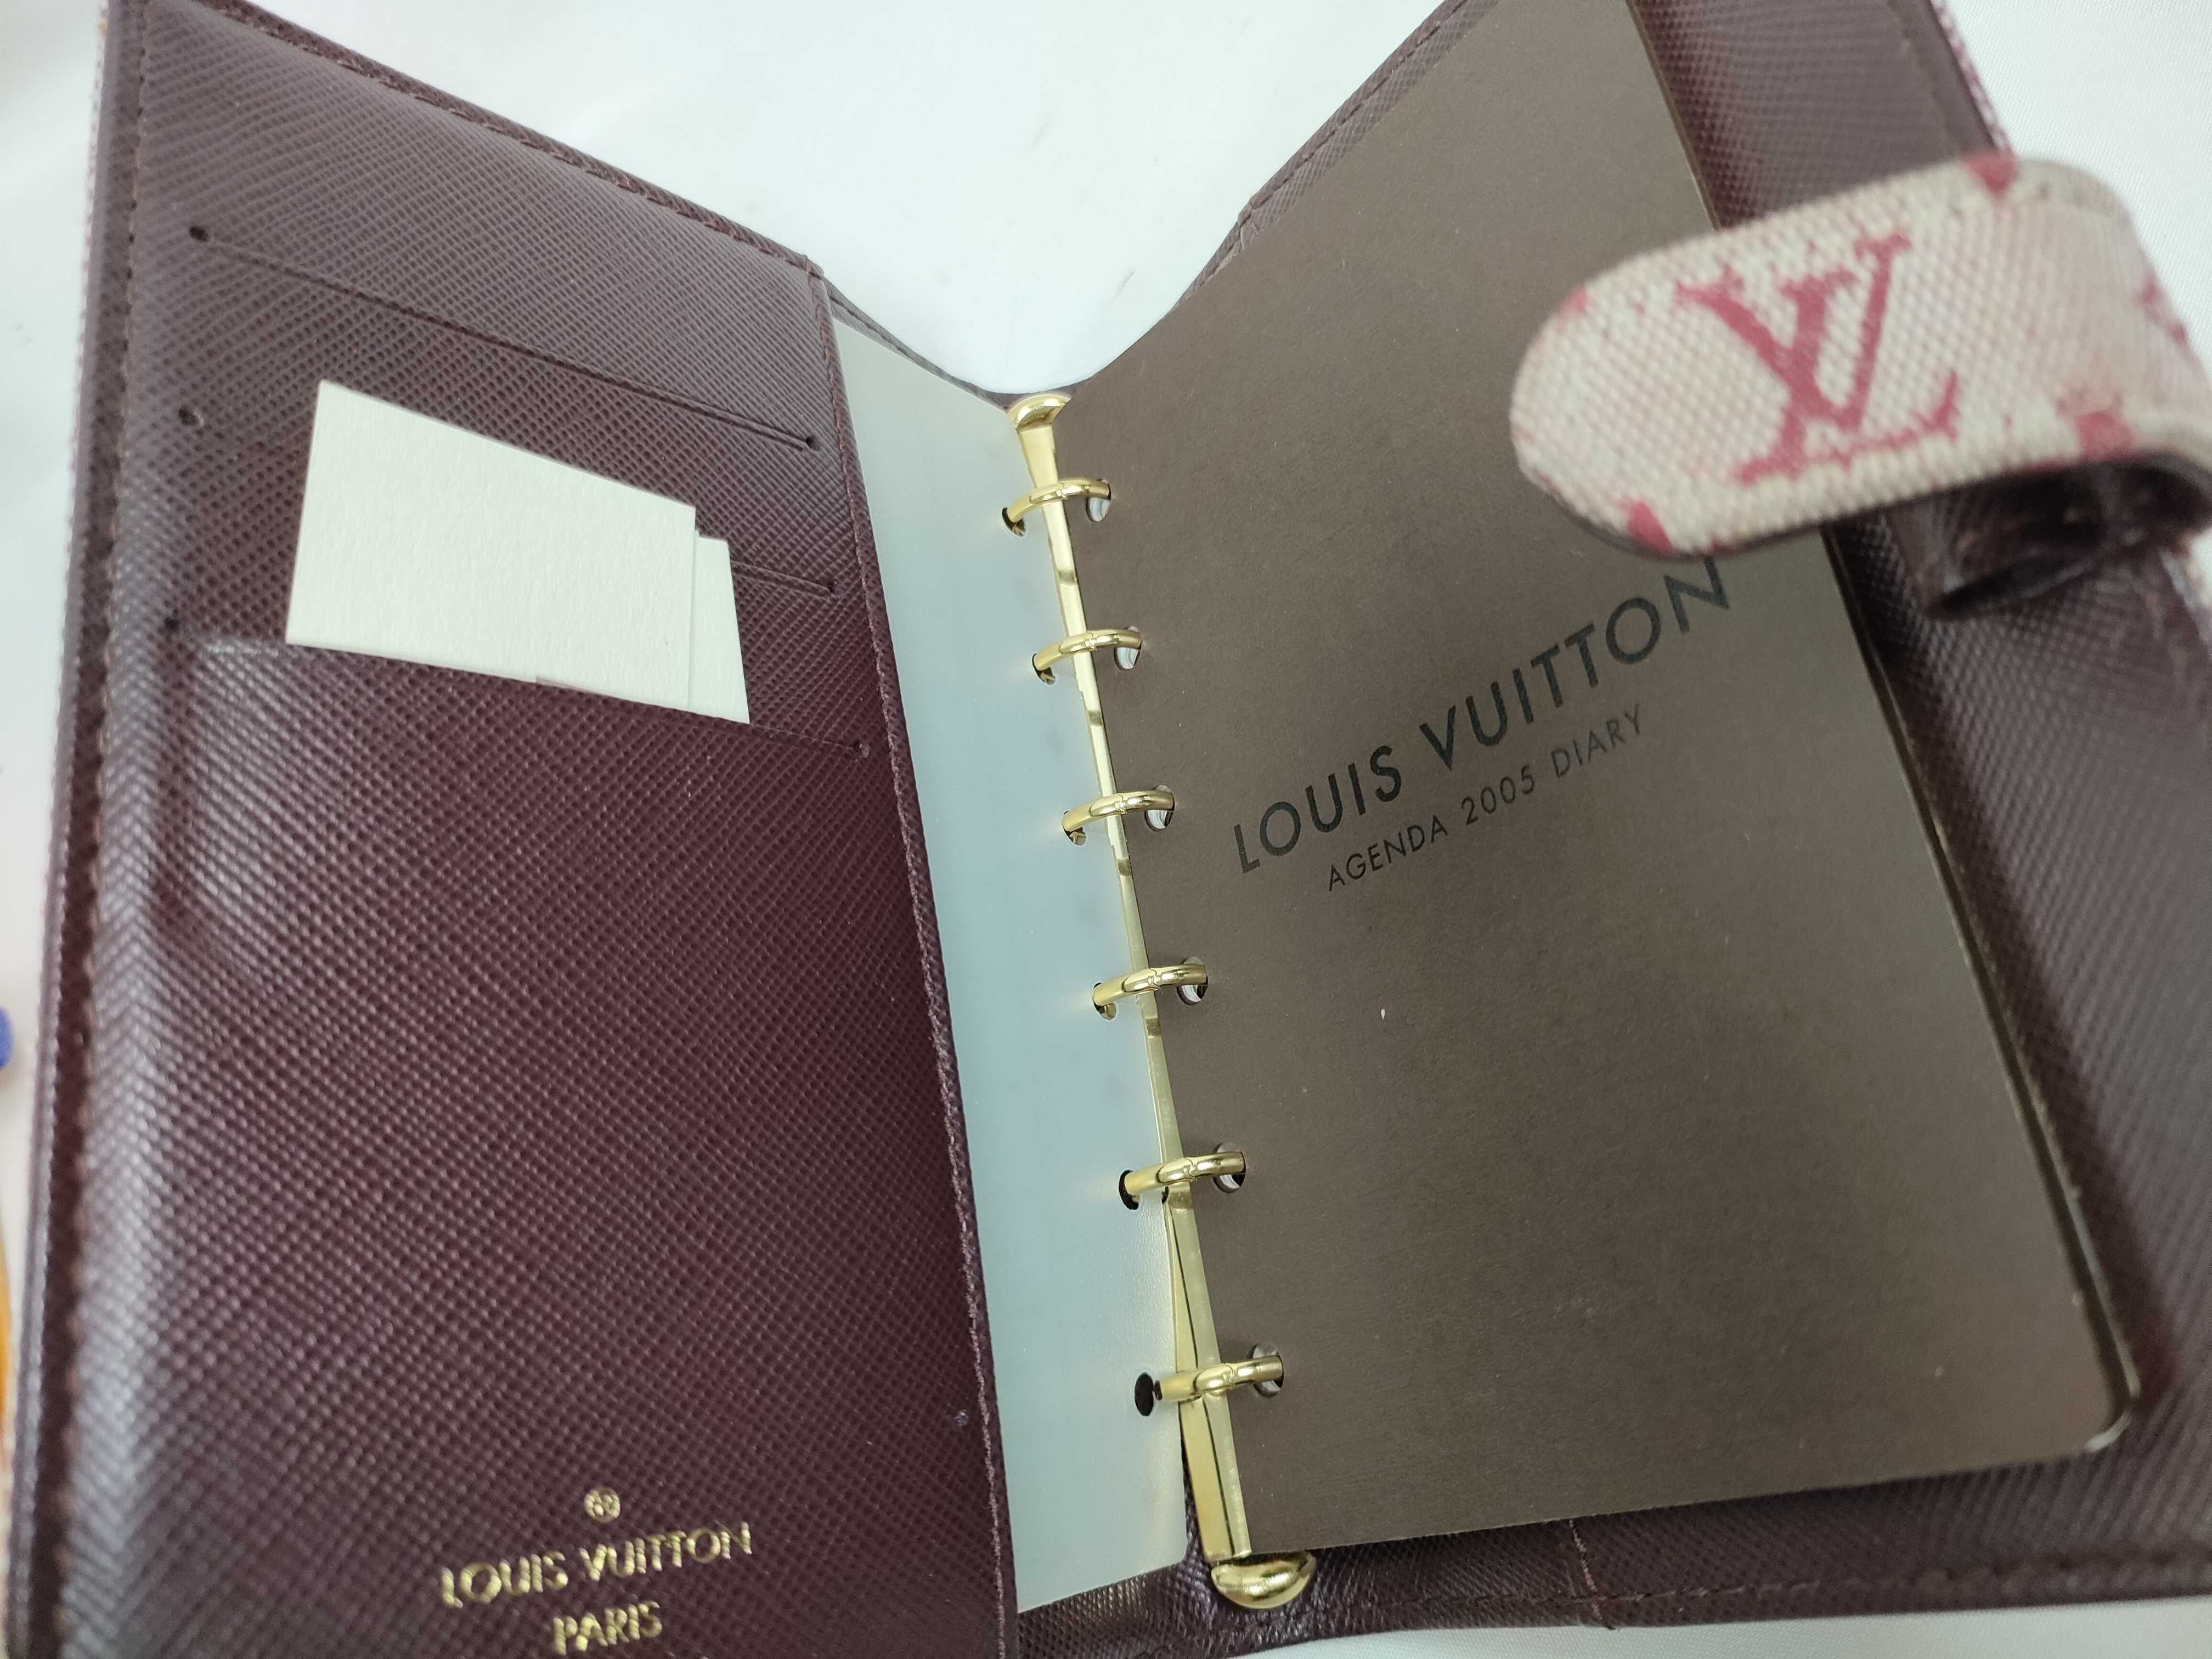 LV
LOUIS VUITTON
AGENDA 2005 DIARY
LOUIS VUITTON
PARIS